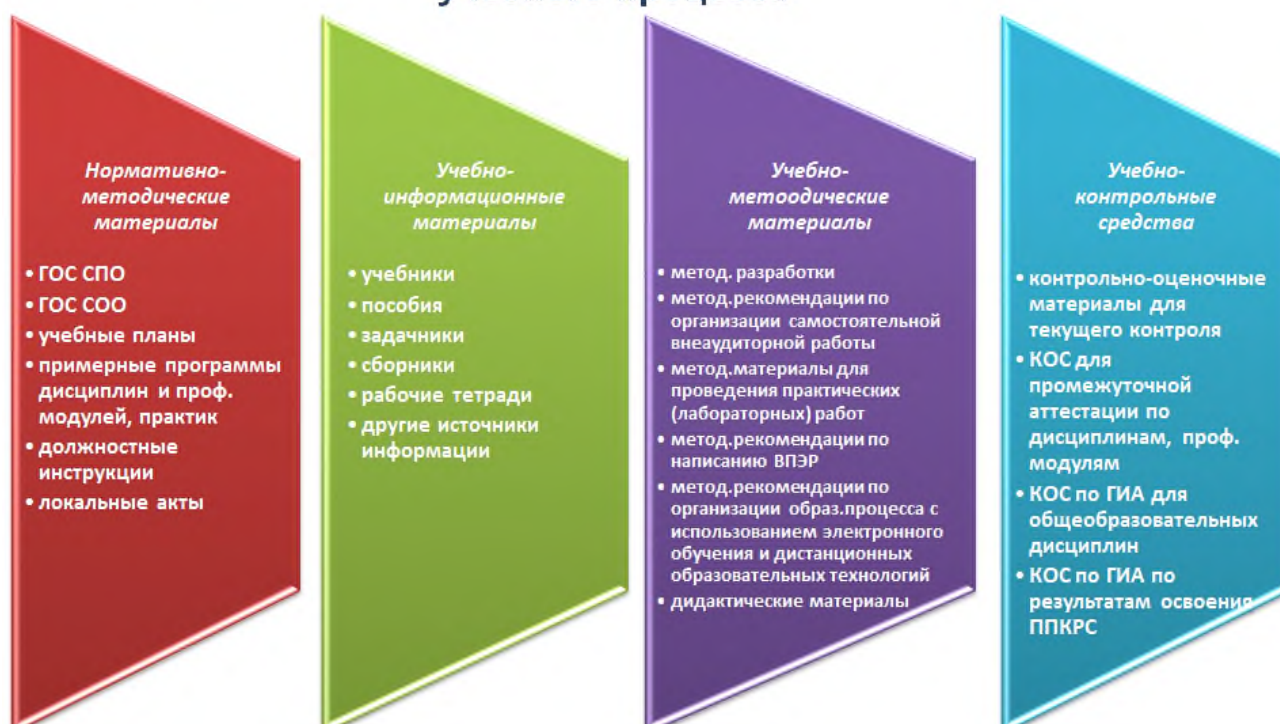 Нормативно-
методические
материалы
• ГОС СПО
• ГОС СОО
• учебные планы
• примерные программы
дисциплин и проф.
модулей, практик
• должностные
инструкции
• локальные акты
Учебно-
информационные
материалы
• учебники
• пособия
• задачники
• сборники
• рабочие тетради
• другие источники
информации
Учебно-
метоодические
материалы
• метод. разработки
• метод.рекомендации по
организации самостоятельной
внеаудиторной работы
• метод.материалы для
проведения практических
(лабораторных) работ
• метод.рекомендации по
написанию ВПЭР
• метод.рекомендации по
организации образ.процесса с
использованием электронного
обучения и дистанционных
образовательных технологий
• дидактические материалы
Учебно-
контрольные
средства
• контрольно-оценочные
материалы для
текущего контроля
• КОС для
промежуточной
аттестации по
дисциплинам, проф.
модулям
• КОС по ГИА для
общеобразовательных
дисциплин
• КОС по ГИА по
результатам освоения
ППКРС